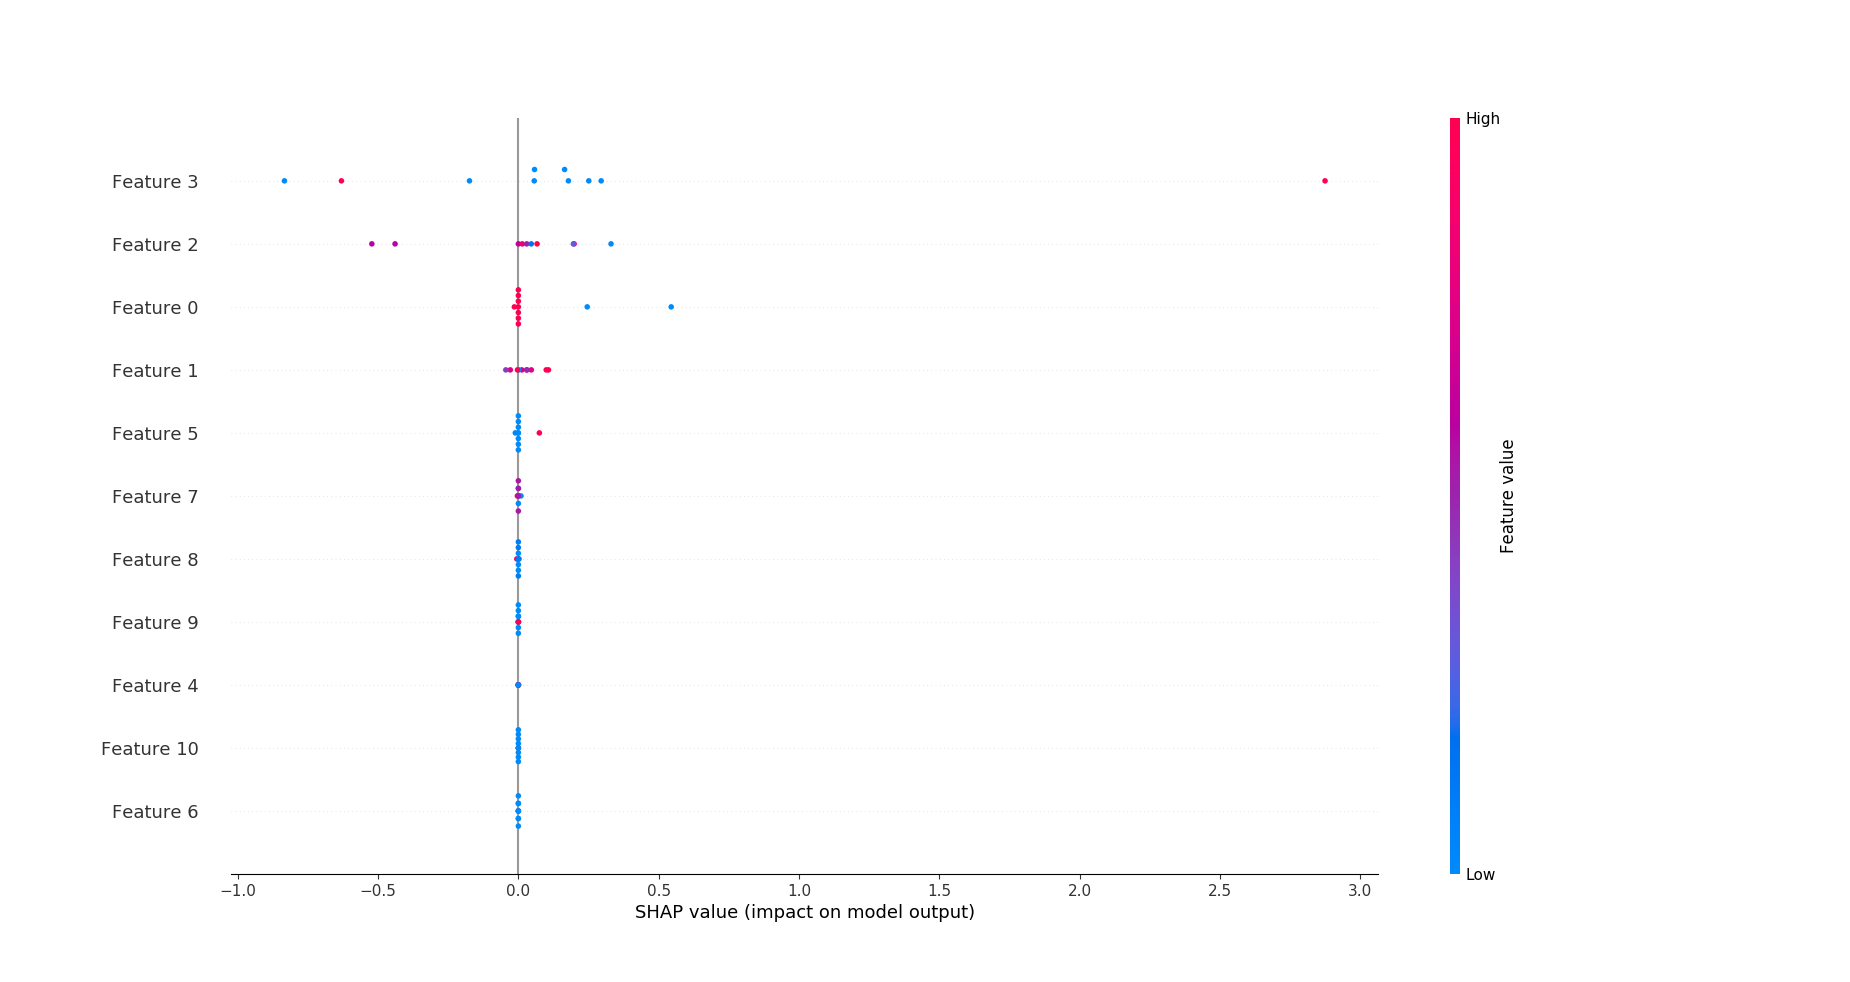 High
Feature 3
Feature 2
Feature 0
Feature 1
Feature 5
Feature 7
Feature 8
Feature 9
Feature 4
Feature 10
Feature 6
Feature value
Low
−1.0 −0.5 0.0 0.5 1.0 1.5 2.0 2.5 3.0
SHAP value (impact on model output)